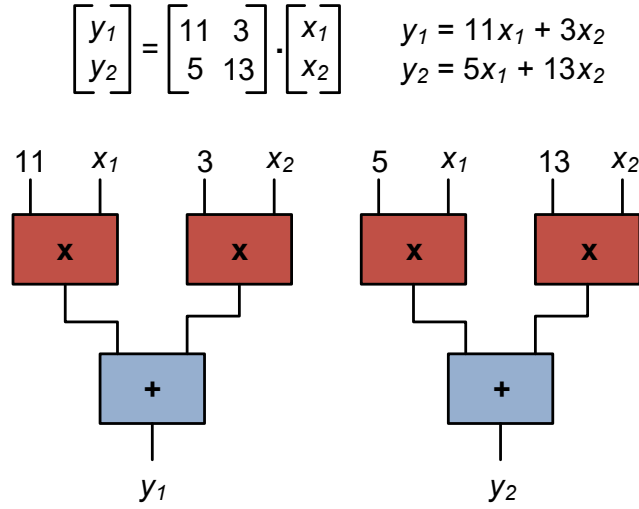 [y1 y2] = [11 3 5 13] · [x1 x2]
y1 = 11x1 + 3x2
y2 = 5x1 + 13x2
11 x1 3 x2 5 x1 13 x2
x x x x
+ +
y1 y2